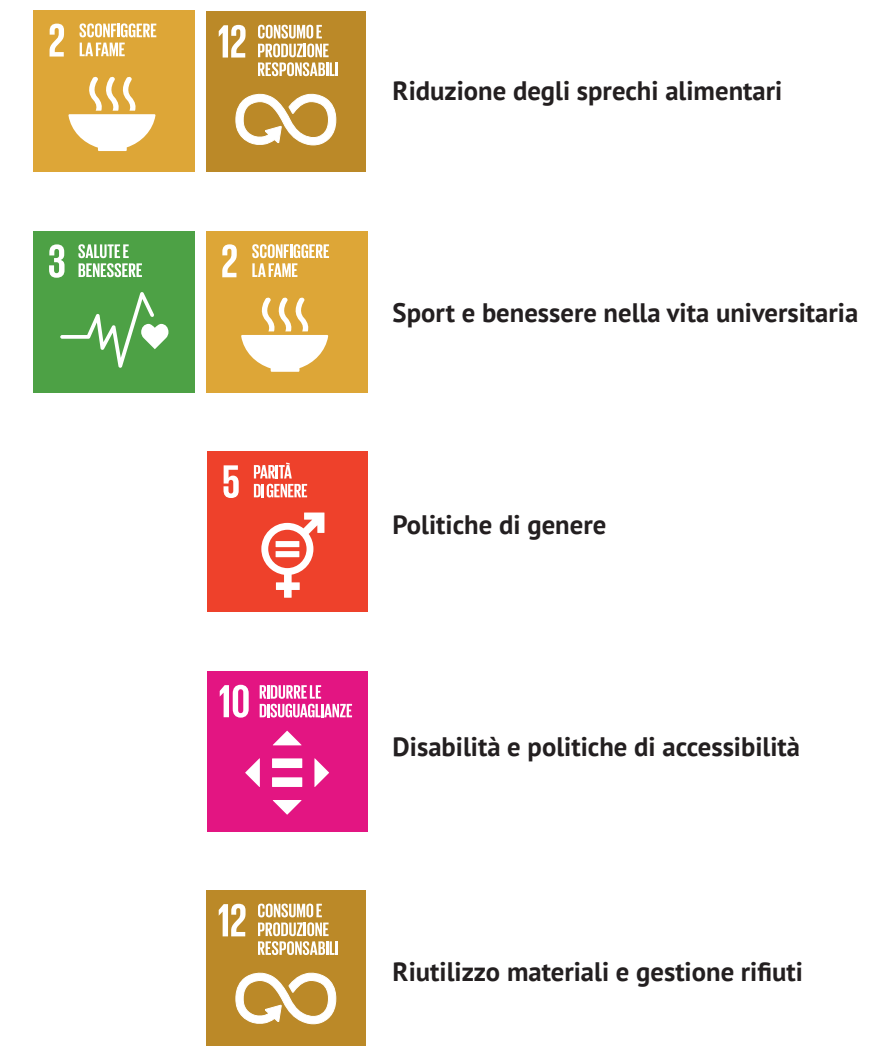 2 SCONFIGGERE
LA FAME
12 CONSUMO E
PRODUZIONE
RESPONSABILI
Riduzione degli sprechi alimentari
3 SALUTE E
BENESSERE
2 SCONFIGGERE
LA FAME
Sport e benessere nella vita universitaria
5 PARITÀ
DI GENERE
Politiche di genere
10 RIDURRE LE
DISUGUAGLIANZE
Disabilità e politiche di accessibilità
12 CONSUMO E
PRODUZIONE
RESPONSABILI
Riutilizzo materiali e gestione rifiuti